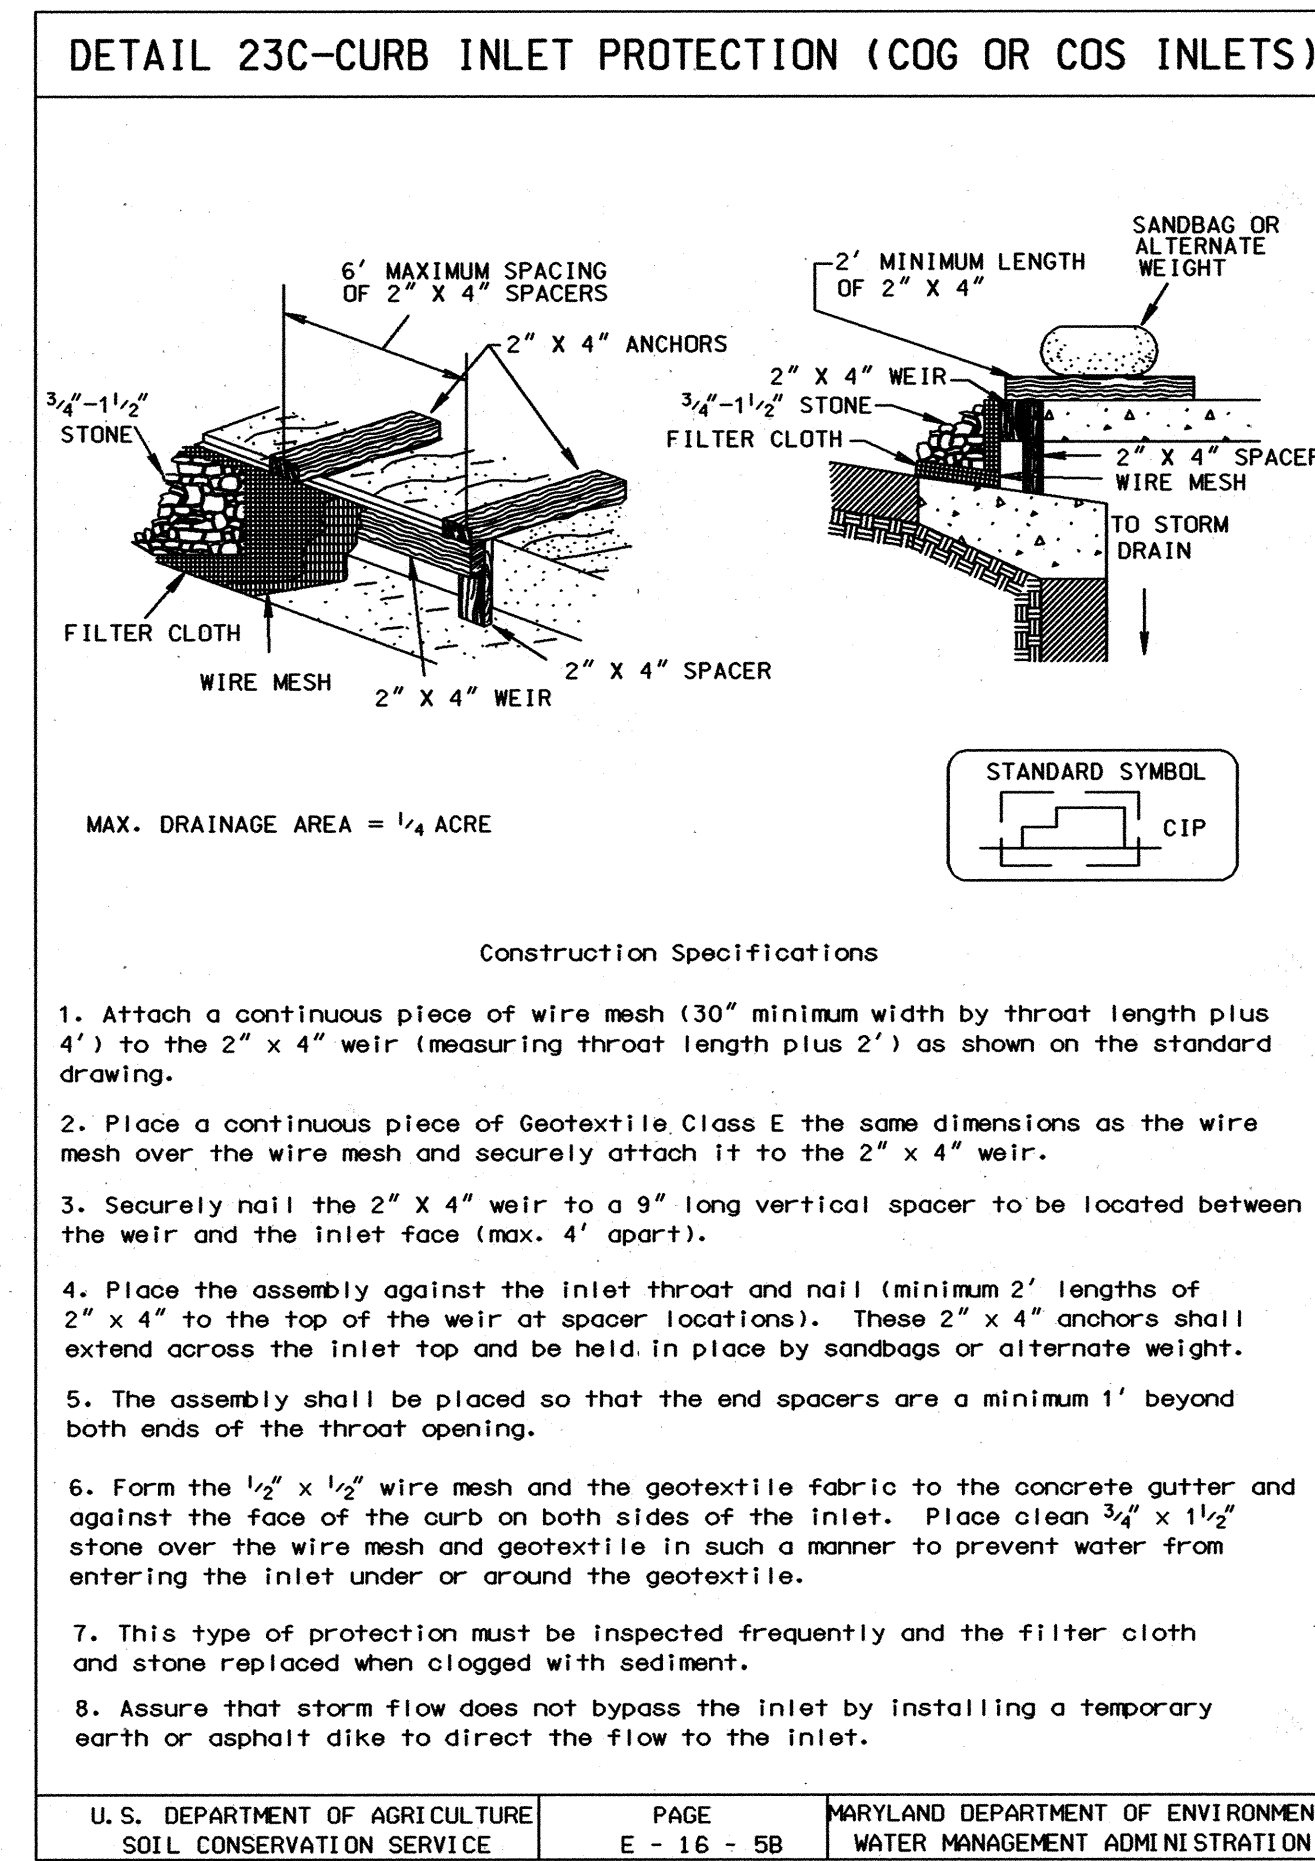 DETAIL 23C-CURB INLET PROTECTION (COG OR COS INLETS)
6' MAXIMUM SPACING
OF 2" X 4" SPACERS
2" X 4" ANCHORS
3/4"-1 1/2"
STONE
FILTER CLOTH
WIRE MESH
2" X 4" WEIR
2" X 4" SPACER
2' MINIMUM LENGTH
OF 2" X 4"
SANDBAG OR
ALTERNATE
WEIGHT
2" X 4" WEIR
3/4"-1 1/2" STONE
FILTER CLOTH
2" X 4" SPACER
WIRE MESH
TO STORM
DRAIN
MAX. DRAINAGE AREA = 1/4 ACRE
STANDARD SYMBOL
CIP
Construction Specifications
1. Attach a continuous piece of wire mesh (30" minimum width by throat length plus
4') to the 2" x 4" weir (measuring throat length plus 2') as shown on the standard
drawing.
2. Place a continuous piece of Geotextile Class E the same dimensions as the wire
mesh over the wire mesh and securely attach it to the 2" x 4" weir.
3. Securely nail the 2" X 4" weir to a 9" long vertical spacer to be located between
the weir and the inlet face (max. 4' apart).
4. Place the assembly against the inlet throat and nail (minimum 2' lengths of
2" x 4" to the top of the weir at spacer locations). These 2" x 4" anchors shall
extend across the inlet top and be held in place by sandbags or alternate weight.
5. The assembly shall be placed so that the end spacers are a minimum 1' beyond
both ends of the throat opening.
6. Form the 1/2" x 1/2" wire mesh and the geotextile fabric to the concrete gutter and
against the face of the curb on both sides of the inlet. Place clean 3/4" x 1 1/2"
stone over the wire mesh and geotextile in such a manner to prevent water from
entering the inlet under or around the geotextile.
7. This type of protection must be inspected frequently and the filter cloth
and stone replaced when clogged with sediment.
8. Assure that storm flow does not bypass the inlet by installing a temporary
earth or asphalt dike to direct the flow to the inlet.
U.S. DEPARTMENT OF AGRICULTURE
SOIL CONSERVATION SERVICE
PAGE
E - 16 - 5B
MARYLAND DEPARTMENT OF ENVIRONMEN
WATER MANAGEMENT ADMINISTRATION